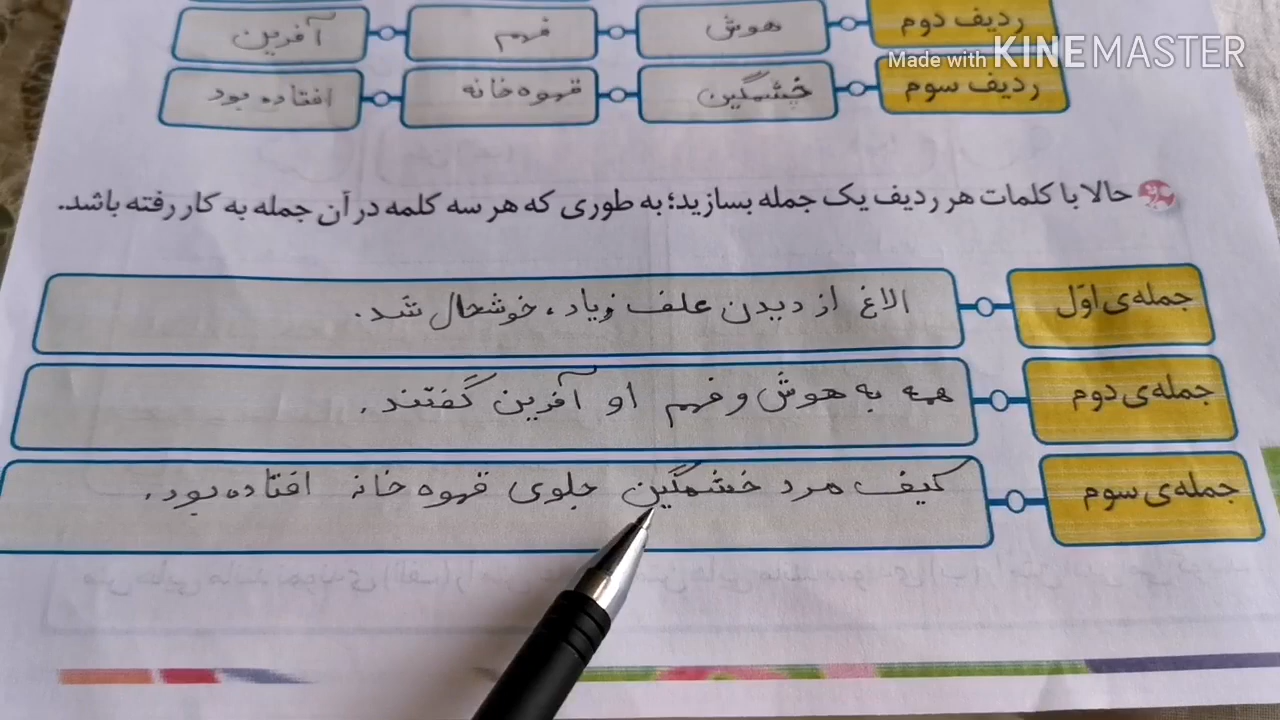 ردیف دوم هوش فهم آفرین
Made with KINEMASTER
ردیف سوم خشمگین قهوه‌خانه افتاده بود
حالا با کلمات هر ردیف یک جمله بسازید؛ به طوری که هر سه کلمه در آن جمله به کار رفته باشد.
جمله‌ی اوّل الاغ از دیدن علف زیاد، خوشحال شد.
جمله‌ی دوم همه به هوش و فهم او آفرین گفتند.
جمله‌ی سوم کیف مرد خشمگین جلوی قهوه خانه افتاده بود.